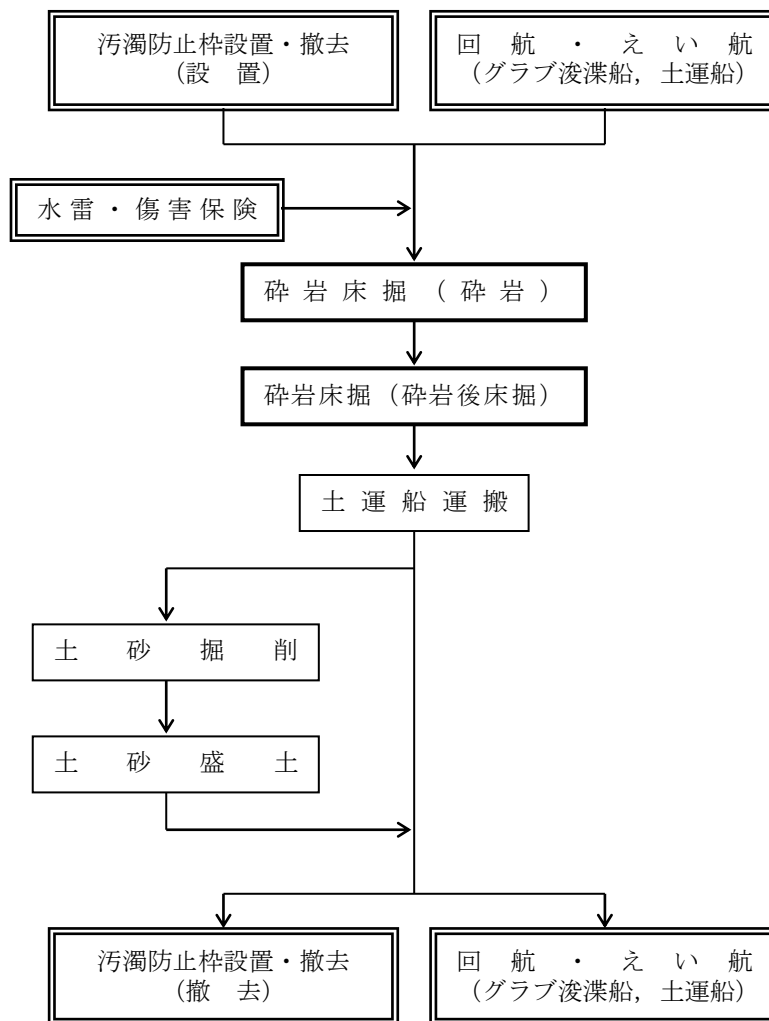 汚濁防止枠設置・撤去
(設　置)
回航・えい航
(グラブ浚渫船，土運船)
水雷・傷害保険
砕岩床掘（砕岩）
砕岩床掘（砕岩後床掘）
土運船運搬
土砂掘削
土砂盛土
汚濁防止枠設置・撤去
(撤　去)
回航・えい航
(グラブ浚渫船，土運船)